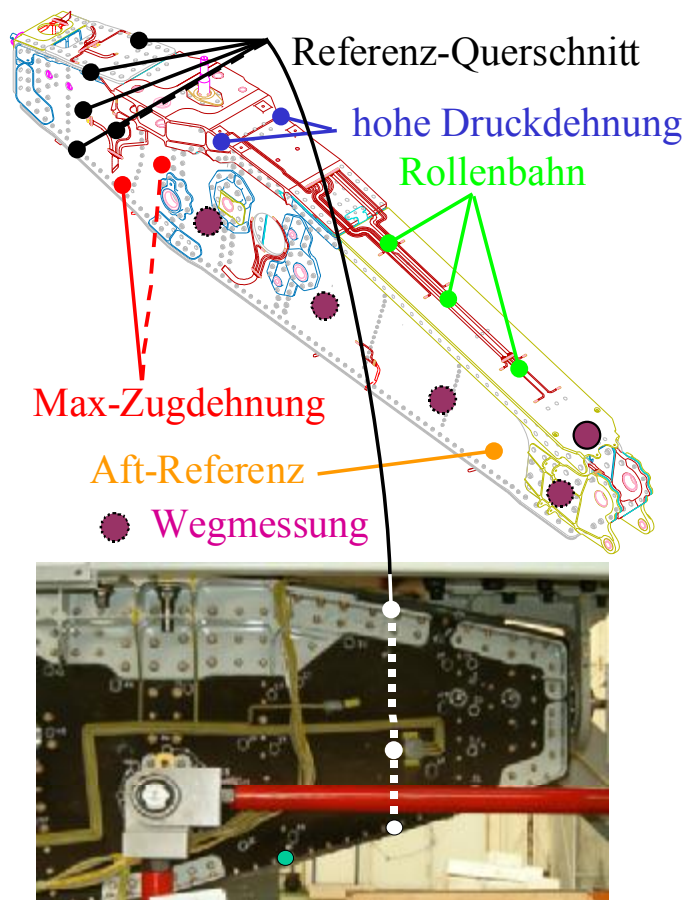 Referenz-Querschnitt
hohe Druckdehnung
Rollenbahn
Max-Zugdehnung
Aft-Referenz
Wegmessung